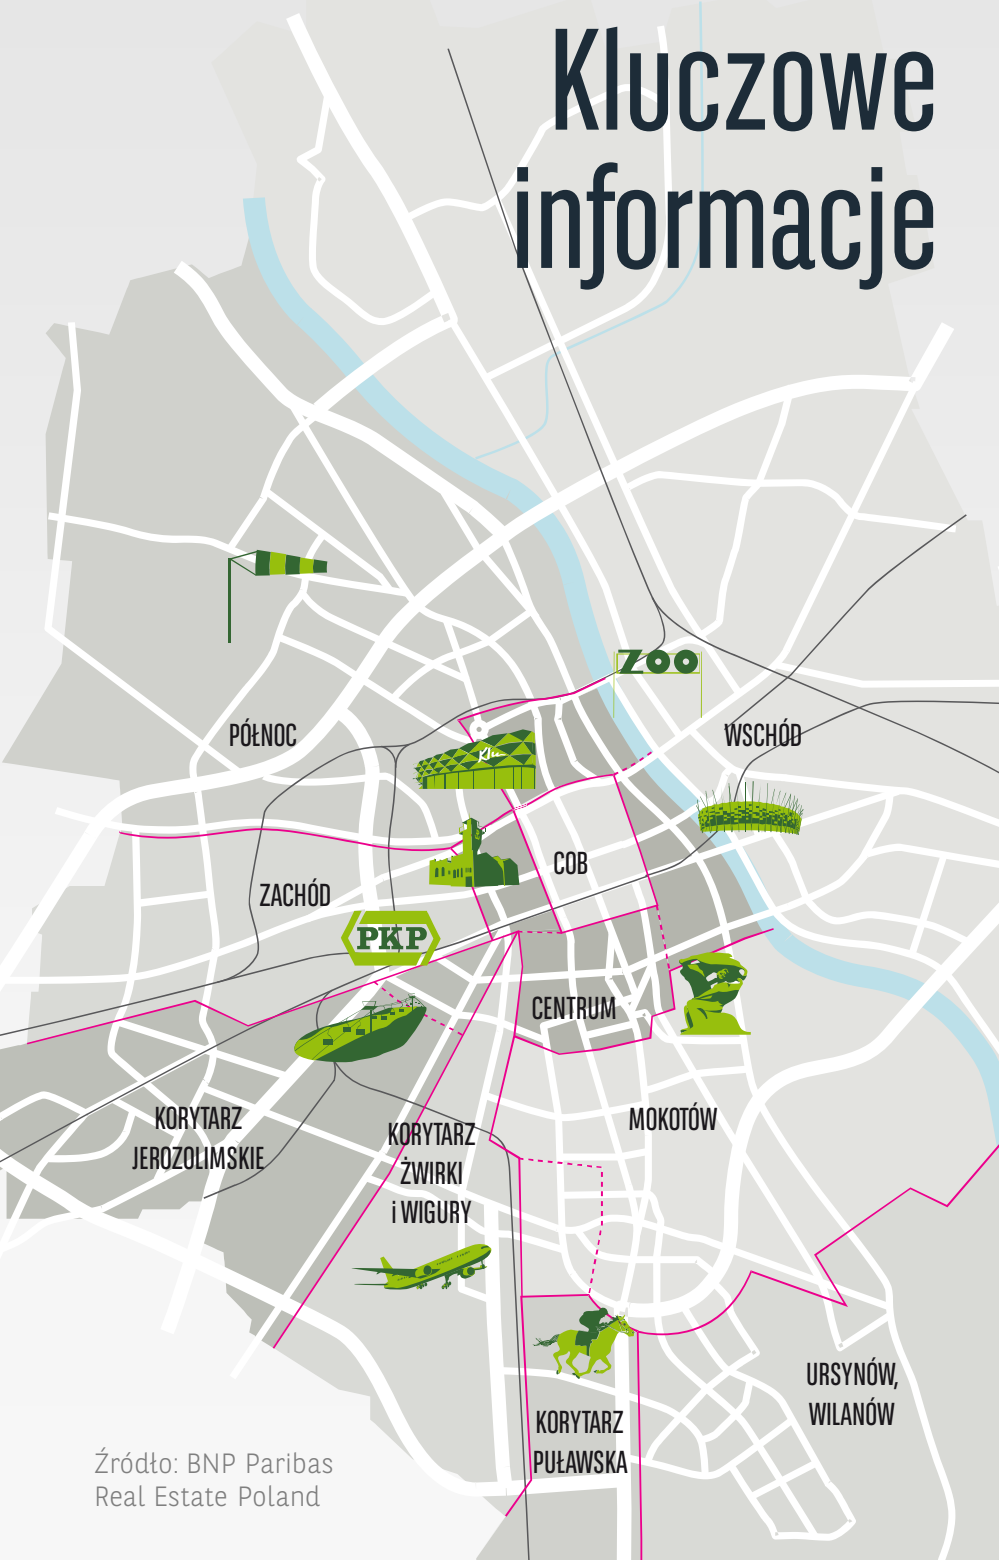 Kluczowe
informacje
ZOO
PÓŁNOC
WSCHÓD
COB
ZACHÓD
PKP
CENTRUM
KORYTARZ
JEROZOLIMSKIE
MOKOTÓW
KORYTARZ
ŻWIRKI
i WIGURY
URSYNÓW,
WILANÓW
KORYTARZ
PUŁAWSKA
Źródło: BNP Paribas
Real Estate Poland